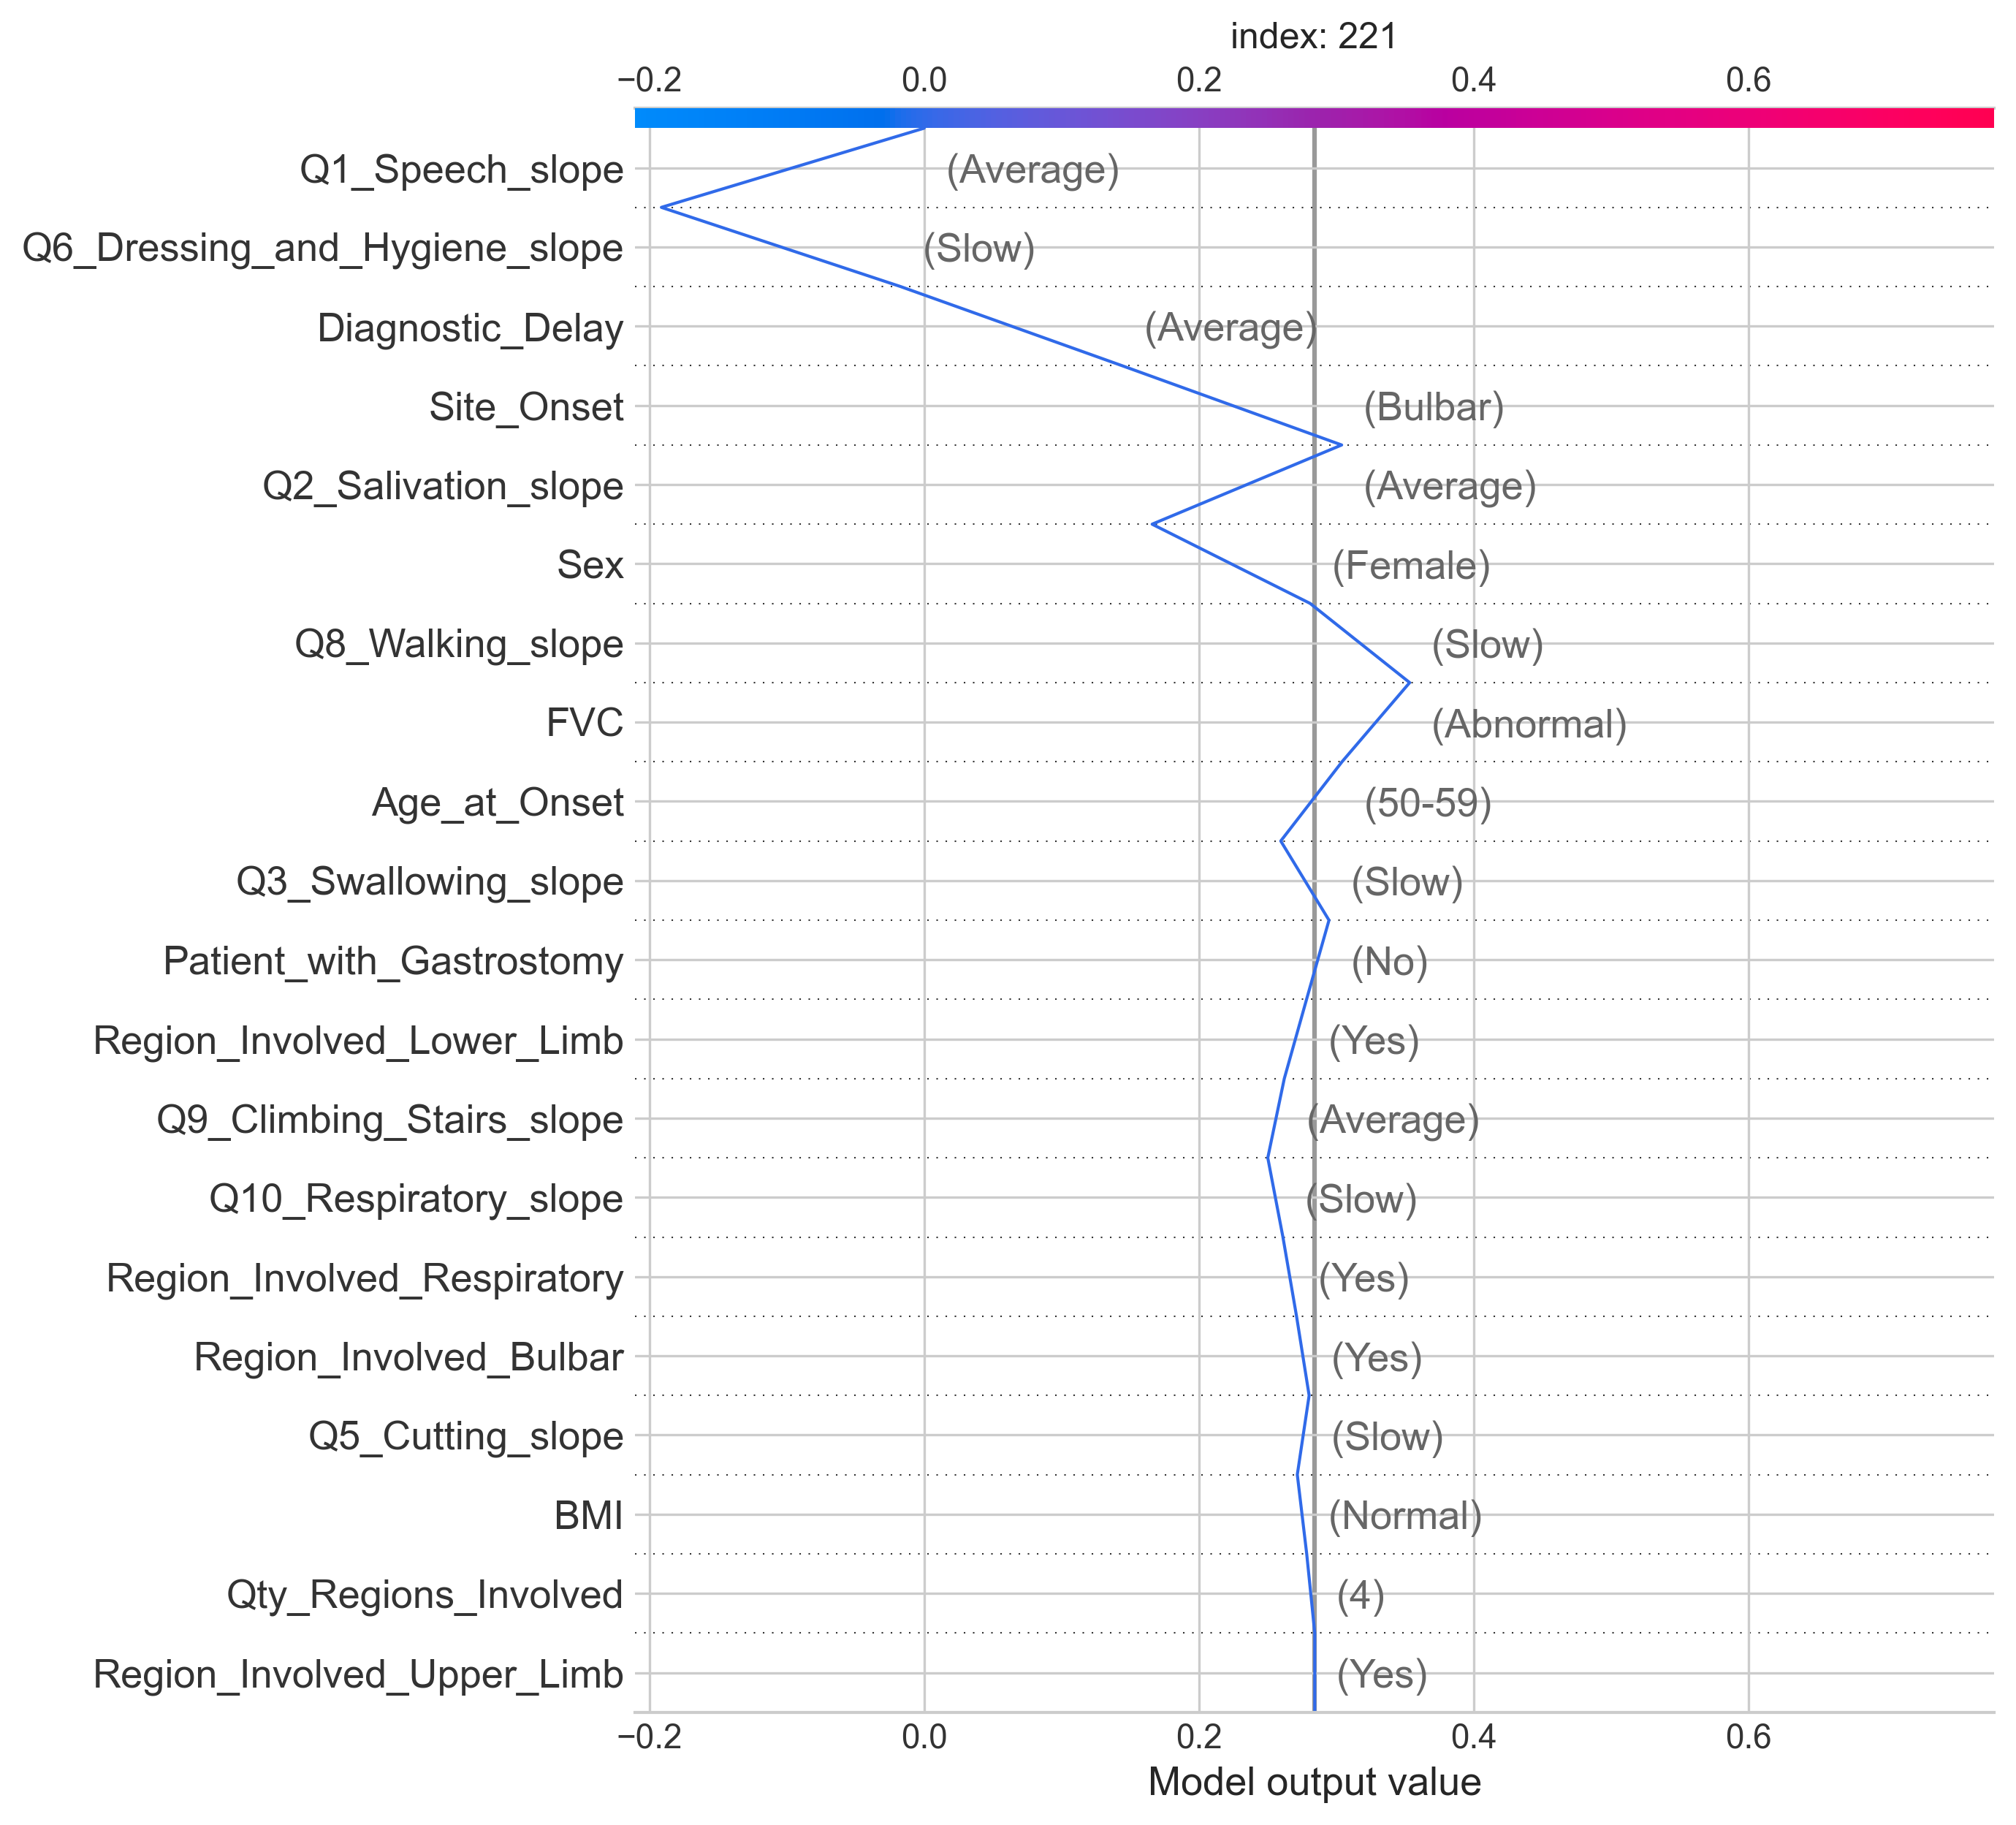 index: 221
−0.2 0.0 0.2 0.4 0.6
Q1_Speech_slope (Average)
Q6_Dressing_and_Hygiene_slope (Slow)
Diagnostic_Delay (Average)
Site_Onset (Bulbar)
Q2_Salivation_slope (Average)
Sex (Female)
Q8_Walking_slope (Slow)
FVC (Abnormal)
Age_at_Onset (50-59)
Q3_Swallowing_slope (Slow)
Patient_with_Gastrostomy (No)
Region_Involved_Lower_Limb (Yes)
Q9_Climbing_Stairs_slope (Average)
Q10_Respiratory_slope (Slow)
Region_Involved_Respiratory (Yes)
Region_Involved_Bulbar (Yes)
Q5_Cutting_slope (Slow)
BMI (Normal)
Qty_Regions_Involved (4)
Region_Involved_Upper_Limb (Yes)
−0.2 0.0 0.2 0.4 0.6
Model output value